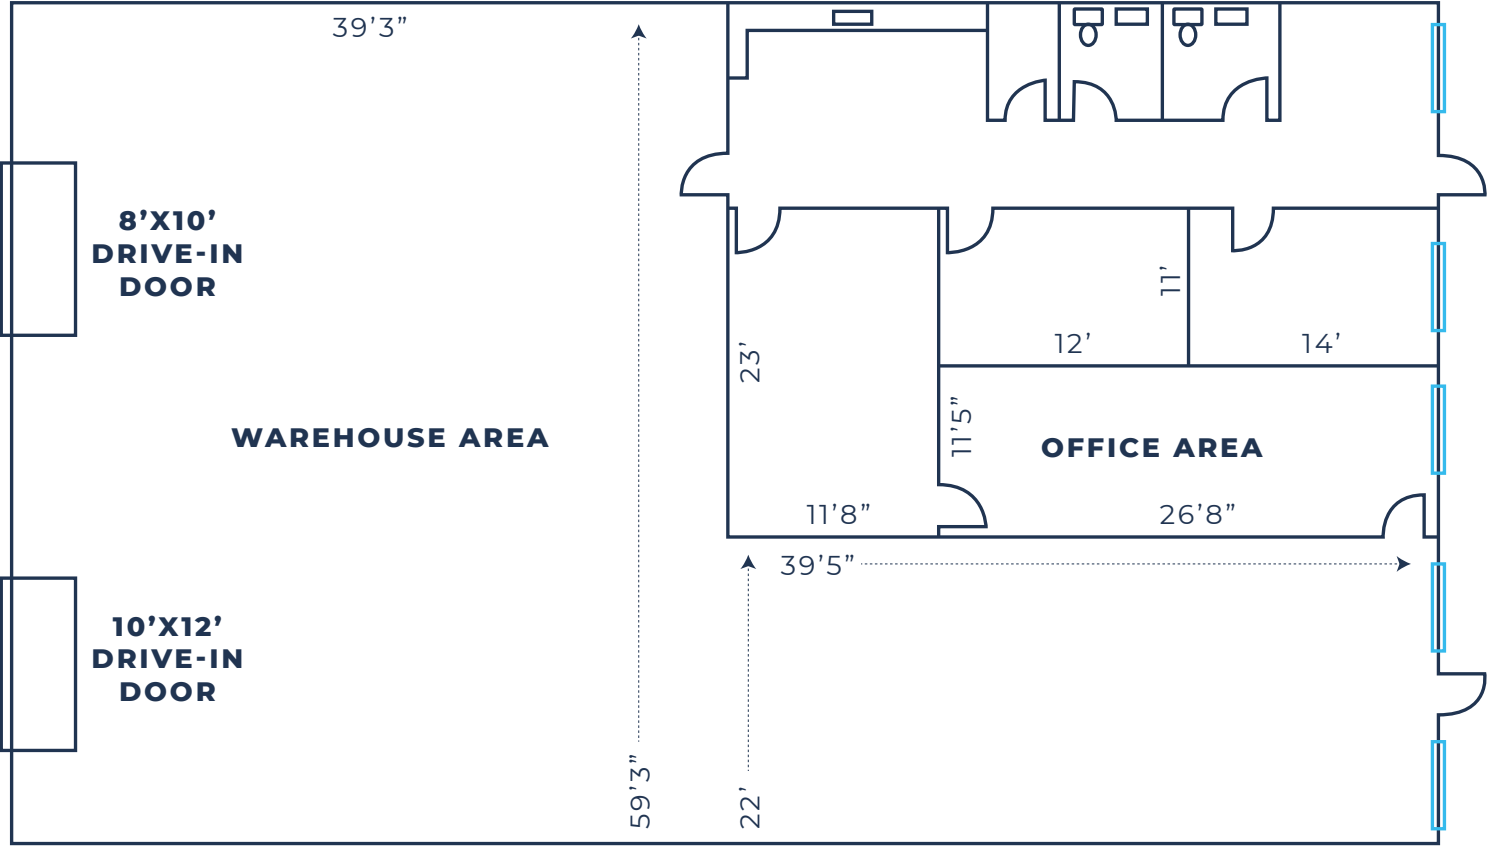 39’3”
8’X10’
DRIVE-IN
DOOR
11’
12’
14’
23’
11’5”
WAREHOUSE AREA
OFFICE AREA
11’8”
26’8”
39’5”
10’X12’
DRIVE-IN
DOOR
59’3”
22’